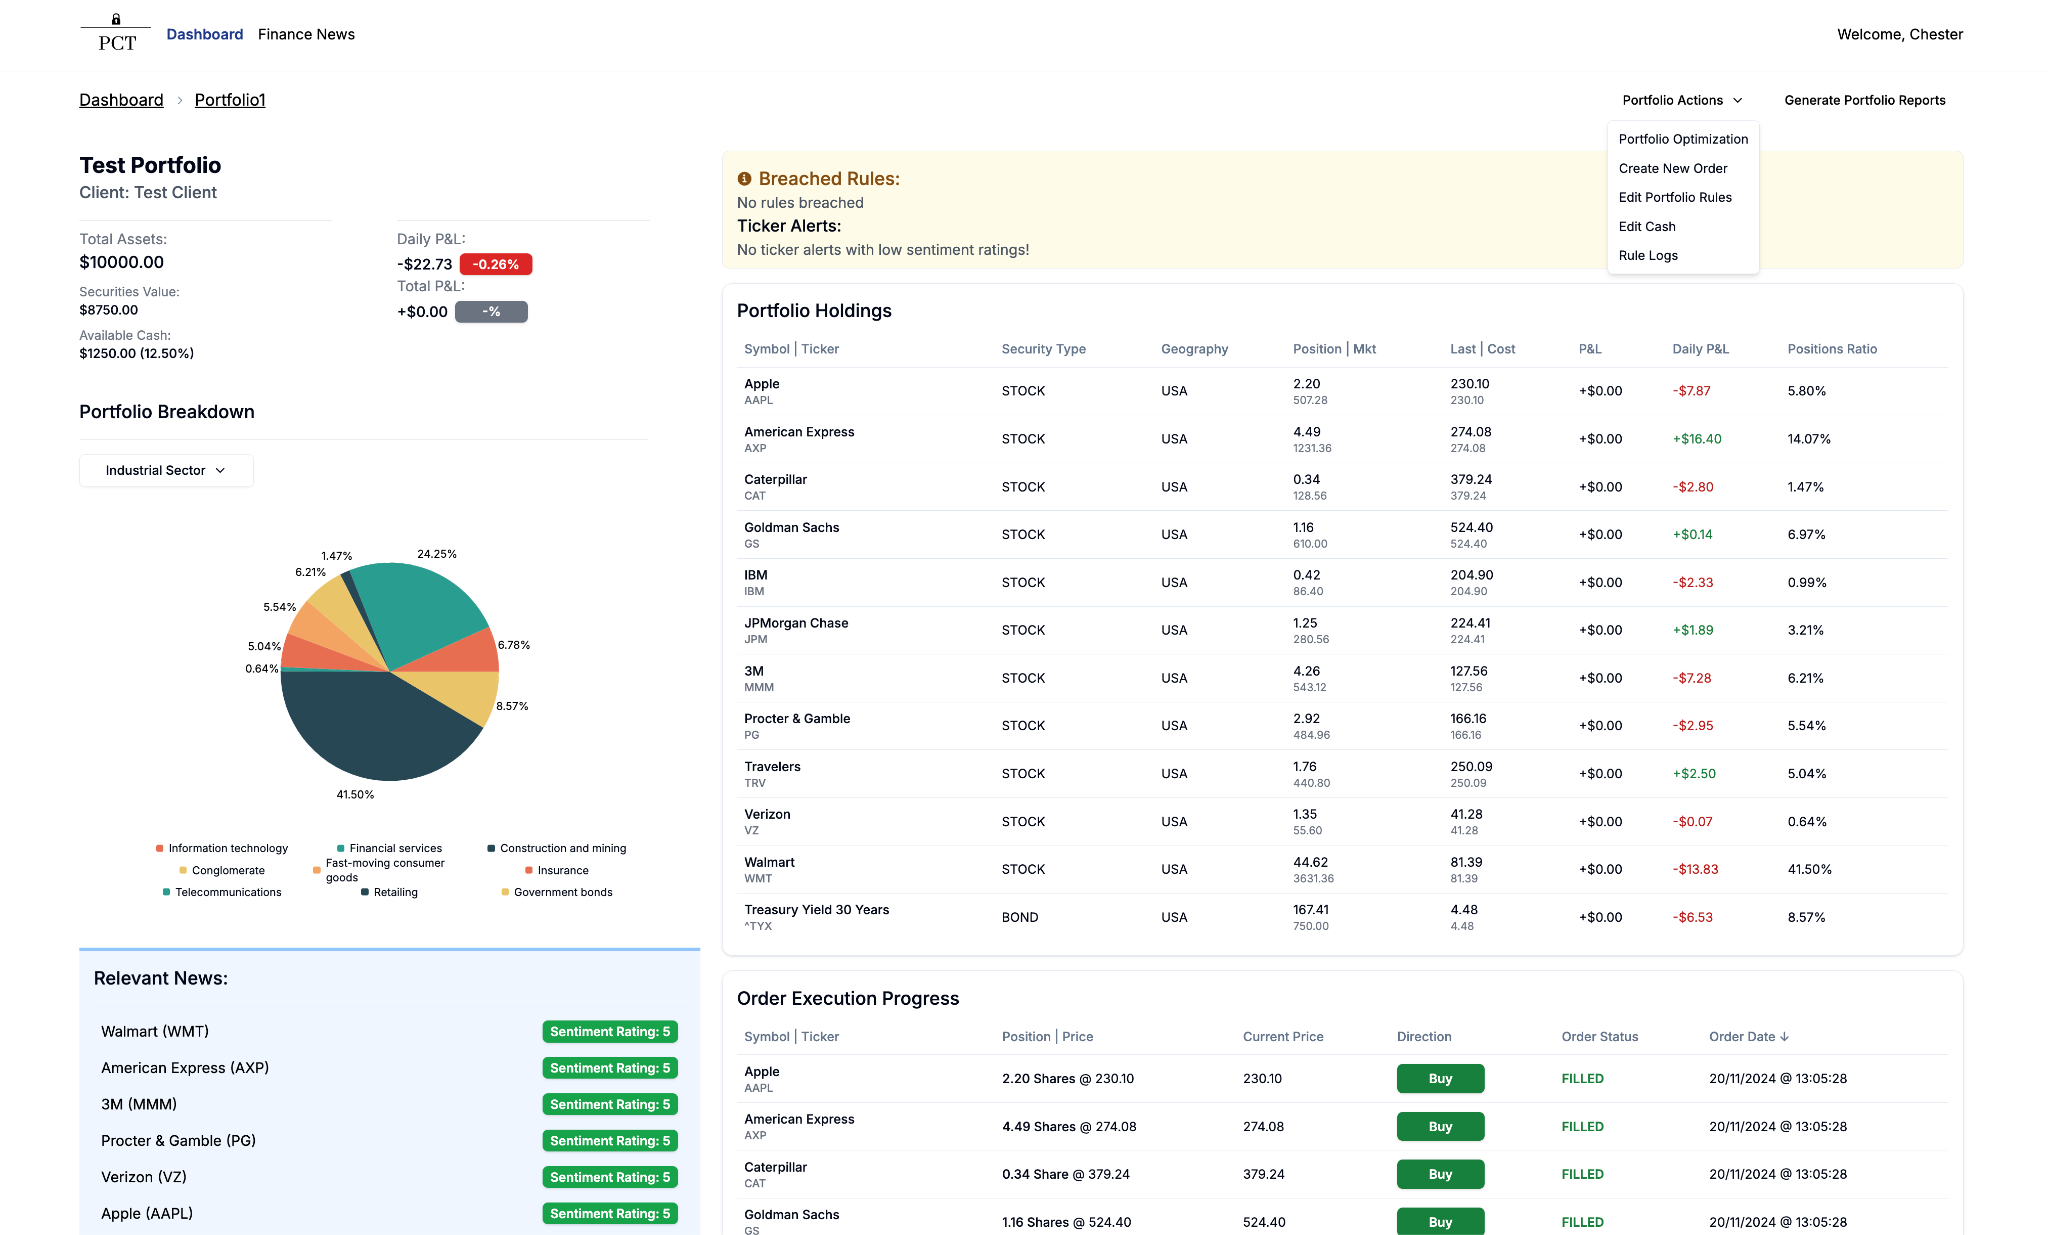 PCT
Dashboard Finance News
Welcome, Chester
Dashboard › Portfolio1
Portfolio Actions
Generate Portfolio Reports
Portfolio Optimization
Create New Order
Edit Portfolio Rules
Edit Cash
Rule Logs
Test Portfolio
Client: Test Client
Total Assets:
$10000.00
Securities Value:
$8750.00
Available Cash:
$1250.00 (12.50%)
Daily P&L:
-$22.73 -0.26%
Total P&L:
+$0.00 -%
Portfolio Breakdown
Industrial Sector
1.47%
24.25%
6.21%
5.54%
5.04%
6.78%
0.64%
8.57%
41.50%
Information technology
Financial services
Construction and mining
Conglomerate
Fast-moving consumer
goods
Insurance
Telecommunications
Retailing
Government bonds
Relevant News:
Walmart (WMT) Sentiment Rating: 5
American Express (AXP) Sentiment Rating: 5
3M (MMM) Sentiment Rating: 5
Procter & Gamble (PG) Sentiment Rating: 5
Verizon (VZ) Sentiment Rating: 5
Apple (AAPL) Sentiment Rating: 5
Breached Rules:
No rules breached
Ticker Alerts:
No ticker alerts with low sentiment ratings!
Portfolio Holdings
Symbol | Ticker Security Type Geography Position | Mkt Last | Cost P&L Daily P&L Positions Ratio
Apple 2.20 230.10
STOCK USA +$0.00 -$7.87 5.80%
AAPL 507.28 230.10
American Express 4.49 274.08
STOCK USA +$0.00 +$16.40 14.07%
AXP 1231.36 274.08
Caterpillar 0.34 379.24
STOCK USA +$0.00 -$2.80 1.47%
CAT 128.56 379.24
Goldman Sachs 1.16 524.40
STOCK USA +$0.00 +$0.14 6.97%
GS 610.00 524.40
IBM 0.42 204.90
STOCK USA +$0.00 -$2.33 0.99%
IBM 86.40 204.90
JPMorgan Chase 1.25 224.41
STOCK USA +$0.00 +$1.89 3.21%
JPM 280.56 224.41
3M 4.26 127.56
STOCK USA +$0.00 -$7.28 6.21%
MMM 543.12 127.56
Procter & Gamble 2.92 166.16
STOCK USA +$0.00 -$2.95 5.54%
PG 484.96 166.16
Travelers 1.76 250.09
STOCK USA +$0.00 +$2.50 5.04%
TRV 440.80 250.09
Verizon 1.35 41.28
STOCK USA +$0.00 -$0.07 0.64%
VZ 55.60 41.28
Walmart 44.62 81.39
STOCK USA +$0.00 -$13.83 41.50%
WMT 3631.36 81.39
Treasury Yield 30 Years 167.41 4.48
BOND USA +$0.00 -$6.53 8.57%
^TYX 750.00 4.48
Order Execution Progress
Symbol | Ticker Position | Price Current Price Direction Order Status Order Date ↓
Apple
AAPL
2.20 Shares @ 230.10 230.10 Buy FILLED 20/11/2024 @ 13:05:28
American Express
AXP
4.49 Shares @ 274.08 274.08 Buy FILLED 20/11/2024 @ 13:05:28
Caterpillar
CAT
0.34 Share @ 379.24 379.24 Buy FILLED 20/11/2024 @ 13:05:28
Goldman Sachs
GS
1.16 Shares @ 524.40 524.40 Buy FILLED 20/11/2024 @ 13:05:28